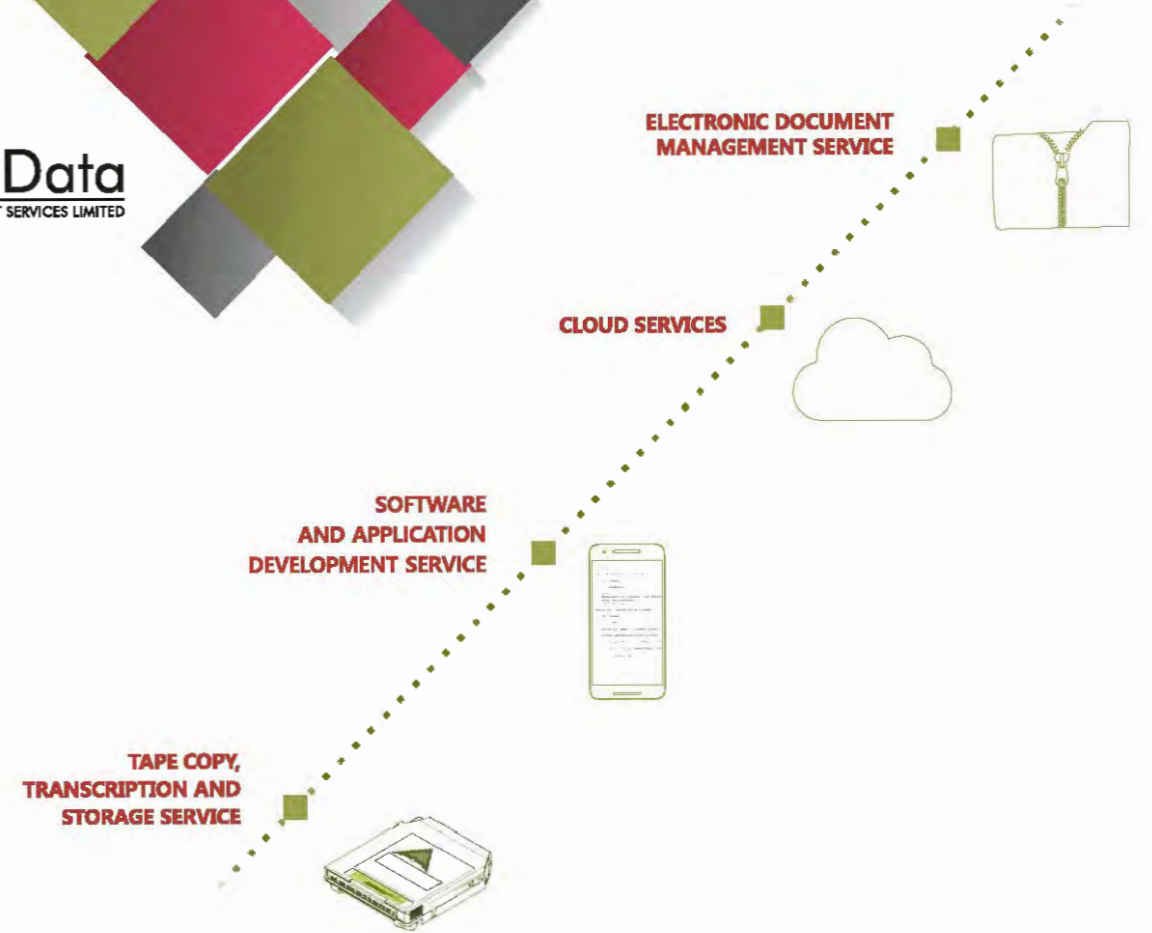 Data
SERVICES LIMITED
ELECTRONIC DOCUMENT
MANAGEMENT SERVICE
CLOUD SERVICES
SOFTWARE
AND APPLICATION
DEVELOPMENT SERVICE
TAPE COPY,
TRANSCRIPTION AND
STORAGE SERVICE